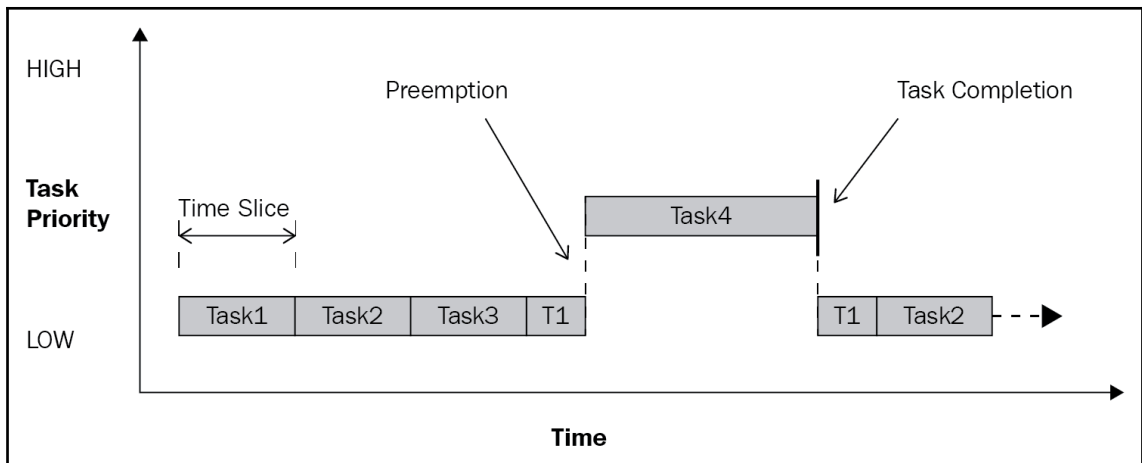 HIGH
Preemption
Task Completion
Task
Priority
Time Slice
Task4
Task1
Task2
Task3
T1
T1
Task2
LOW
Time